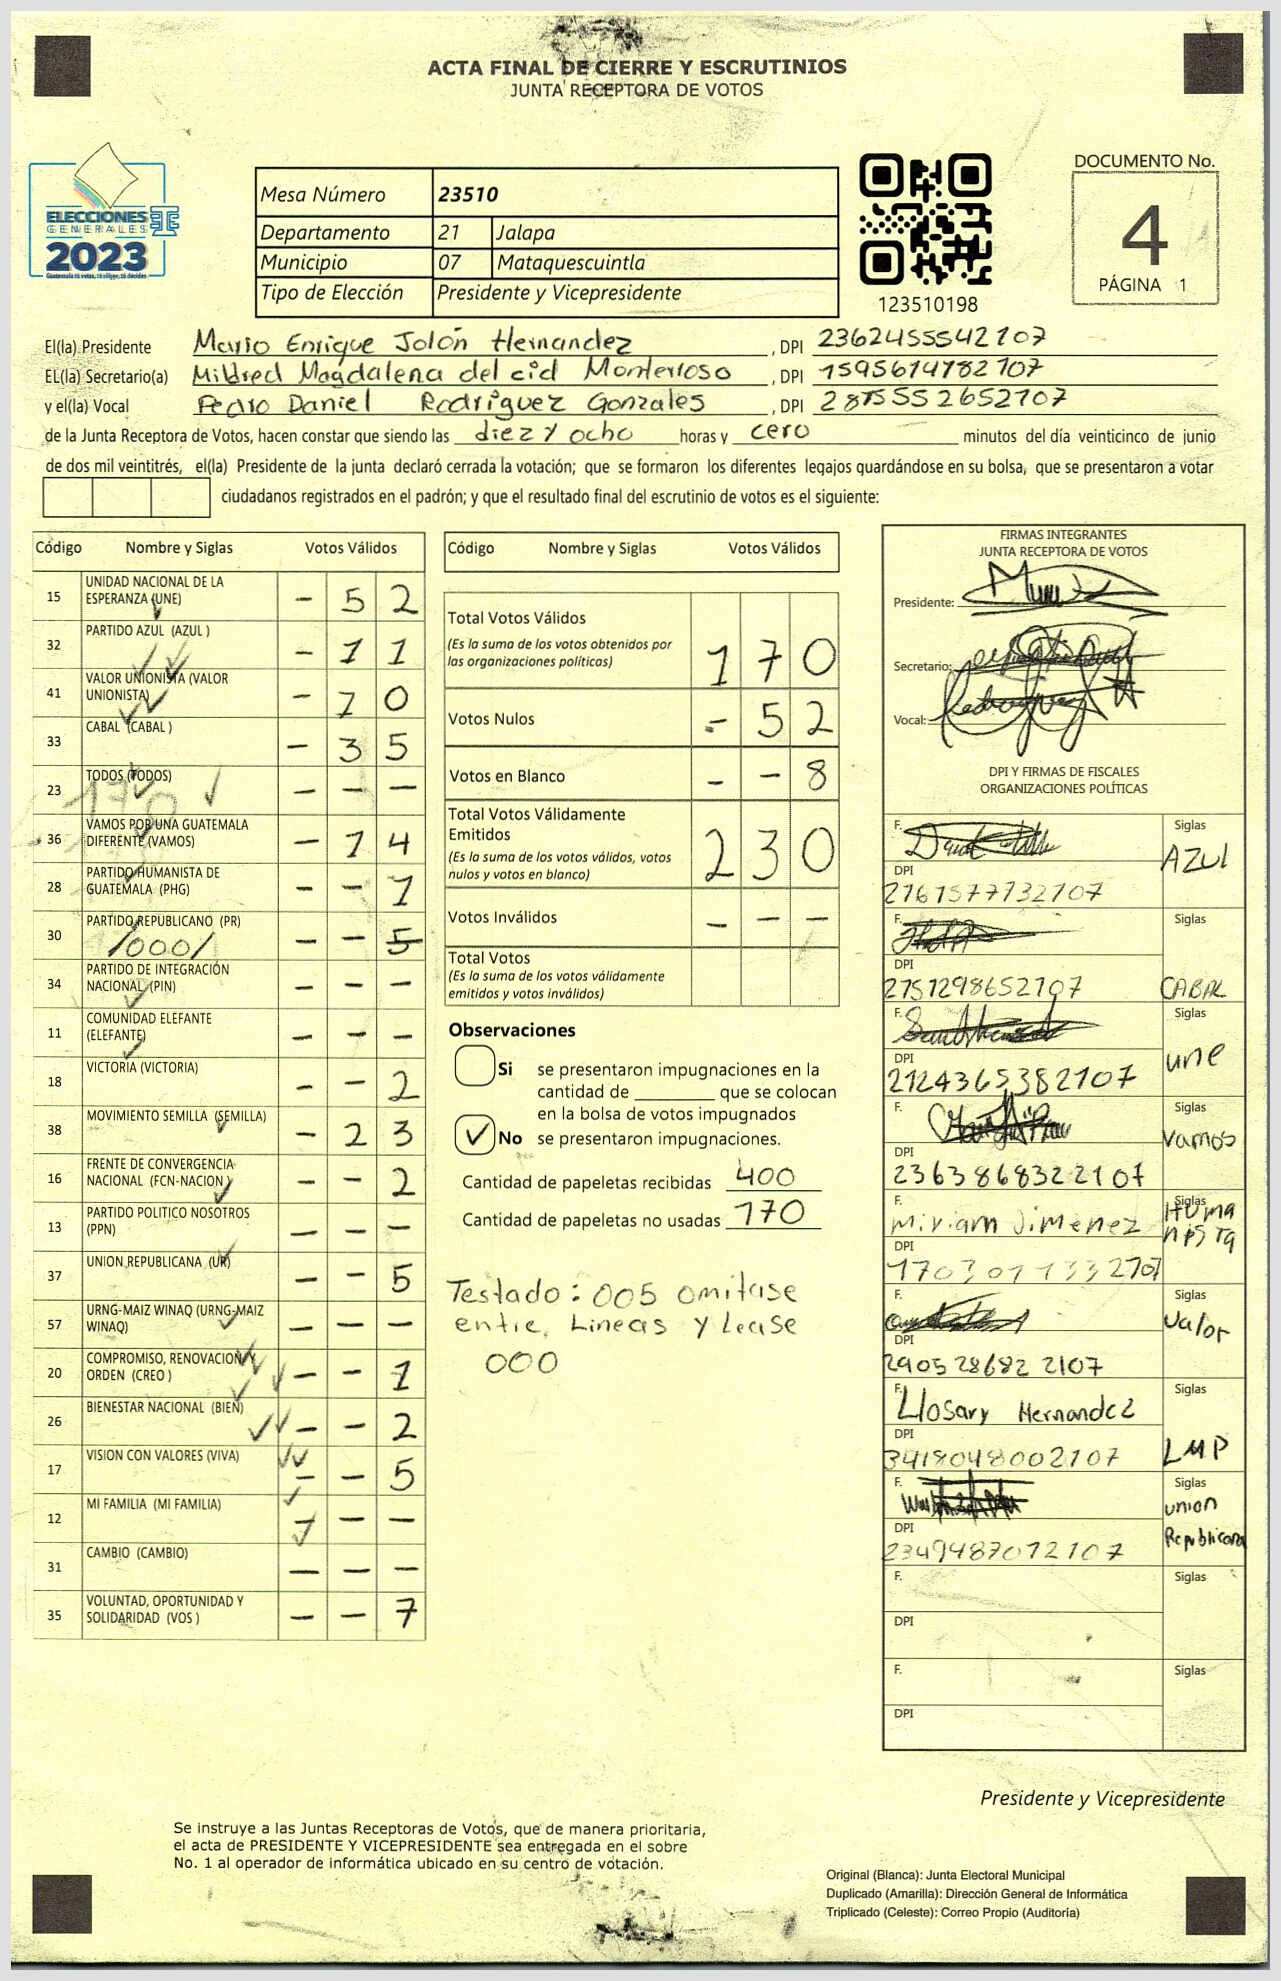 ACTA FINAL DE CIERRE Y ESCRUTINIOS
JUNTA RECEPTORA DE VOTOS
ELECCIONES
GENERALES
2023
Mesa Número 23510
Departamento 21 Jalapa
Municipio 07 Mataquescuintla
Tipo de Elección Presidente y Vicepresidente
123510198
DOCUMENTO No.
4
PÁGINA 1
El(la) Presidente Mario Enrique Jolón Hernandez, DPI 2362455542107
EL(la) Secretario(a) Mildred Magdalena del cid Monterroso, DPI 1595614782107
y el(la) Vocal Pedro Daniel Rodriguez Gonzales, DPI
de la Junta Receptora de Votos, hacen constar que siendo las diez y ocho horas y cero minutos del día veinticinco de junio
de dos mil veintitrés, el(la) Presidente de la junta declaró cerrada la votación; que se formaron los diferentes legajos quardándose en su bolsa, que se presentaron a votar
ciudadanos registrados en el padrón; y que el resultado final del escrutinio de votos es el siguiente:
Código Nombre y Siglas Votos Válidos
15 UNIDAD NACIONAL DE LA ESPERANZA (UNE) - 5 2
32 PARTIDO AZUL (AZUL ) - 1 1
41 VALOR UNIONISTA (VALOR UNIONISTA) - 1 0
33 CABAL (CABAL ) - 3 5
23 TODOS (TODOS) - - -
36 VAMOS POR UNA GUATEMALA DIFERENTE (VAMOS) - 1 4
28 PARTIDO HUMANISTA DE GUATEMALA (PHG) - - 1
30 PARTIDO REPUBLICANO (PR) /000/ - - 5
34 PARTIDO DE INTEGRACIÓN NACIONAL (PIN) - - -
11 COMUNIDAD ELEFANTE (ELEFANTE) - - -
18 VICTORIA (VICTORIA) - - 2
38 MOVIMIENTO SEMILLA (SEMILLA) - 2 3
16 FRENTE DE CONVERGENCIA NACIONAL (FCN-NACION ) - - 2
13 PARTIDO POLITICO NOSOTROS (PPN) - - -
37 UNION REPUBLICANA (UR) - - 5
57 URNG-MAIZ WINAQ (URNG-MAIZ WINAQ) - - -
20 COMPROMISO, RENOVACION Y ORDEN (CREO ) - - 1
26 BIENESTAR NACIONAL (BIEN) - - 2
17 VISION CON VALORES (VIVA) - - 5
12 MI FAMILIA (MI FAMILIA) - - -
31 CAMBIO (CAMBIO) - - -
35 VOLUNTAD, OPORTUNIDAD Y SOLIDARIDAD (VOS ) - - 7
Código Nombre y Siglas Votos Válidos
Total Votos Válidos
(Es la suma de los votos obtenidos por
las organizaciones políticas) 1 7 0
Votos Nulos - 5 2
Votos en Blanco - - 8
Total Votos Válidamente
Emitidos
(Es la suma de los votos válidos, votos
nulos y votos en blanco) 2 3 0
Votos Inválidos - - -
Total Votos
(Es la suma de los votos válidamente
emitidos y votos inválidos)
Observaciones
Si se presentaron impugnaciones en la
cantidad de ________ que se colocan
en la bolsa de votos impugnados
No se presentaron impugnaciones.
Cantidad de papeletas recibidas 400
Cantidad de papeletas no usadas 170
Testado: 005 omitase
entre, Lineas y Lease
000
FIRMAS INTEGRANTES
JUNTA RECEPTORA DE VOTOS
Presidente:
Secretario:
Vocal:
DPI Y FIRMAS DE FISCALES
ORGANIZACIONES POLÍTICAS
F. Siglas AZUL
DPI
2161577732107
F. Siglas CABAL
DPI
2751298652107
F. Siglas une
DPI
2124365382107
F. Siglas Vamos
DPI
2363868322107
F. Miriam Jimenez Siglas
DPI
F. Siglas Valor
DPI
2905286822107
F. Llosary Hernandez Siglas LMP
DPI
3418048002107
F. Siglas union Republicana
DPI
2349487012107
F. Siglas
DPI
F. Siglas
DPI
Presidente y Vicepresidente
Se instruye a las Juntas Receptoras de Votos, que de manera prioritaria,
el acta de PRESIDENTE Y VICEPRESIDENTE sea entregada en el sobre
No. 1 al operador de informática ubicado en su centro de votación.
Original (Blanca): Junta Electoral Municipal
Duplicado (Amarilla): Dirección General de Informática
Triplicado (Celeste): Correo Propio (Auditoría)